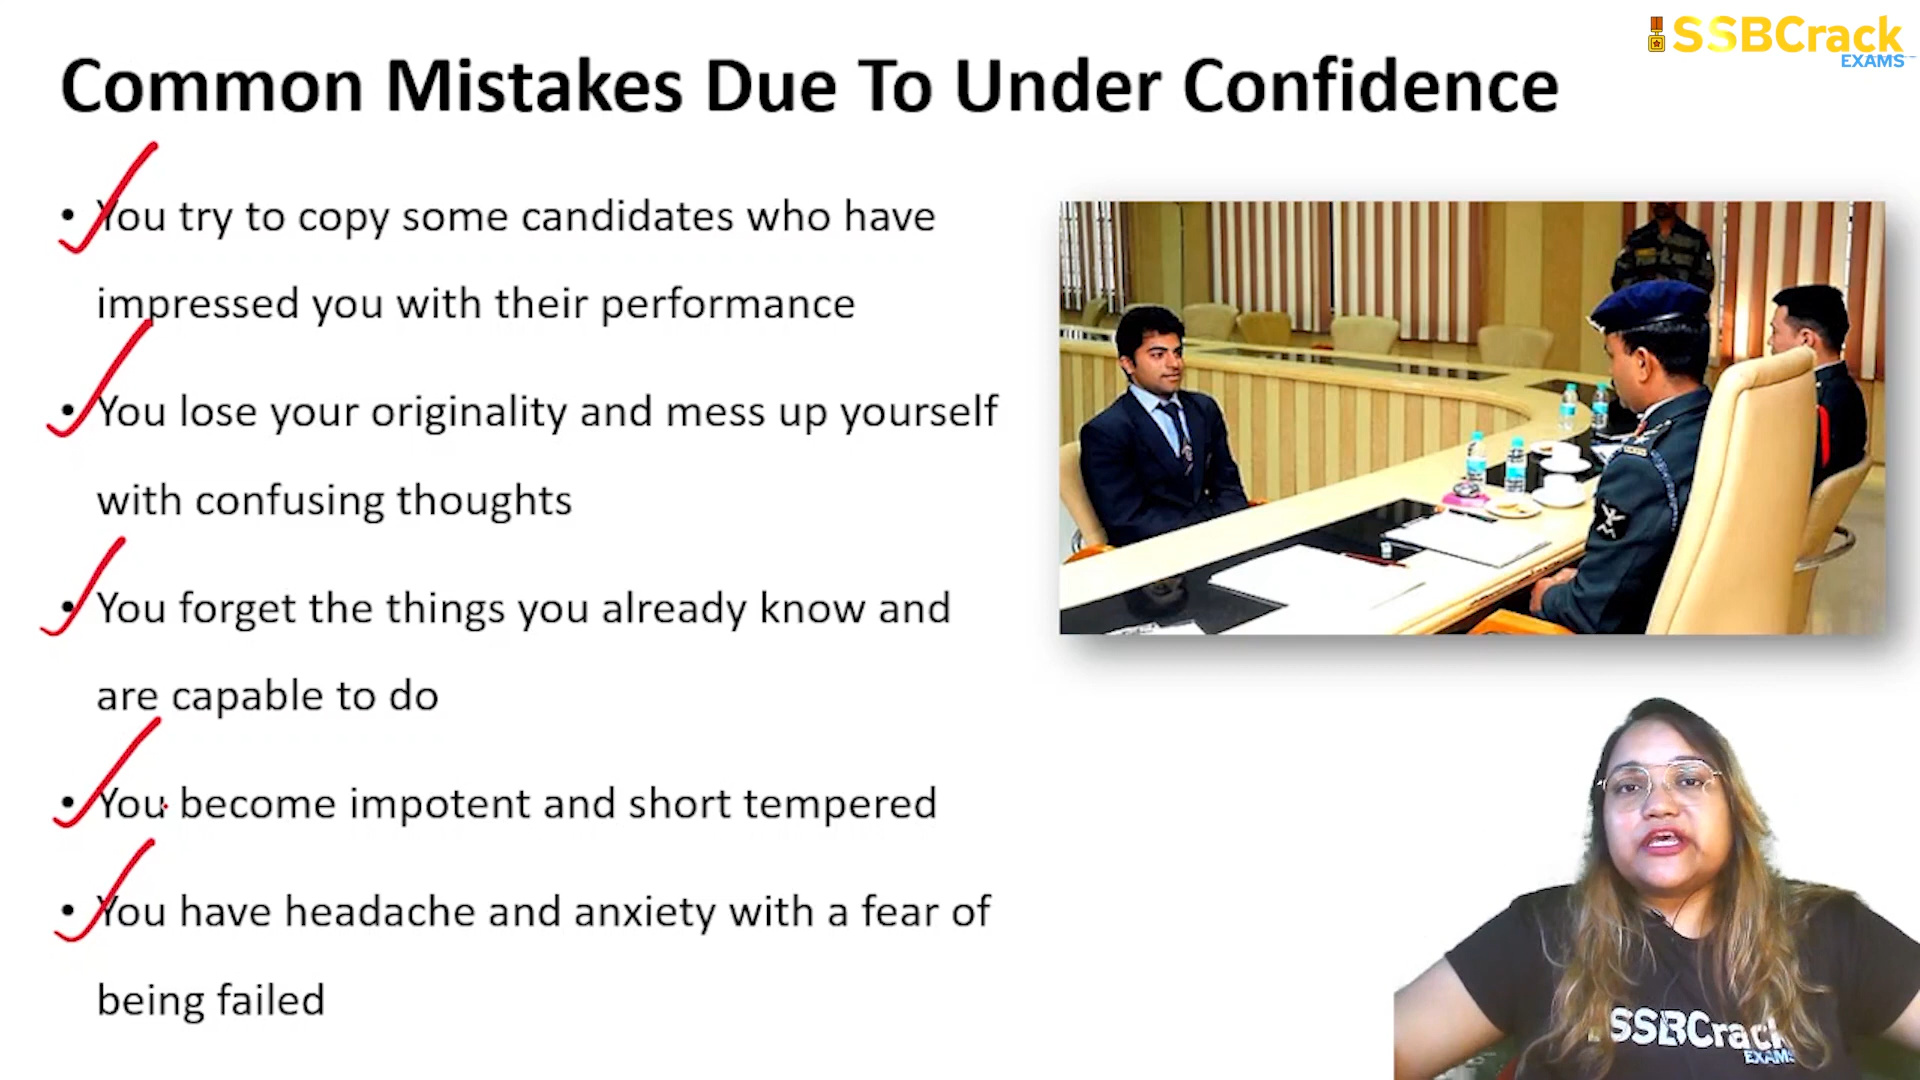 SSBCrack
EXAMS
Common Mistakes Due To Under Confidence
• You try to copy some candidates who have
impressed you with their performance
• You lose your originality and mess up yourself
with confusing thoughts
• You forget the things you already know and
are capable to do
• You become impotent and short tempered
• You have headache and anxiety with a fear of
being failed
SSBCrack
EXAMS